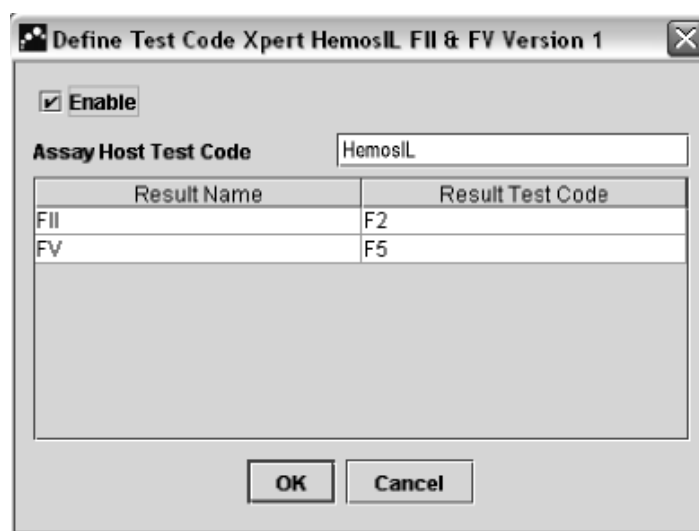 Define Test Code Xpert HemosIL FII & FV Version 1
Enable
Assay Host Test Code HemosIL
Result Name Result Test Code
FII F2
FV F5
OK Cancel